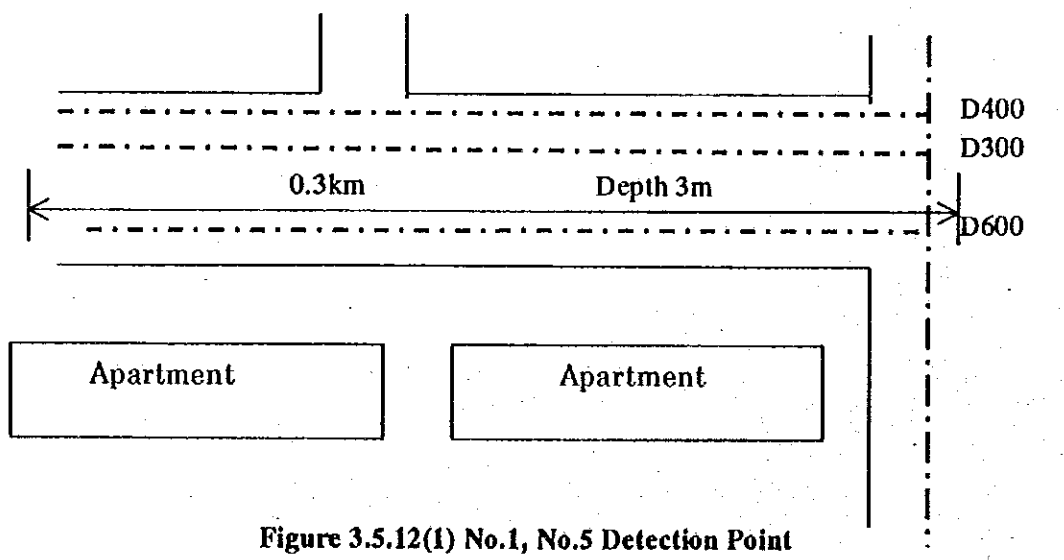 D400
D300
0.3km Depth 3m
D600
Apartment Apartment
Figure 3.5.12(1) No.1, No.5 Detection Point